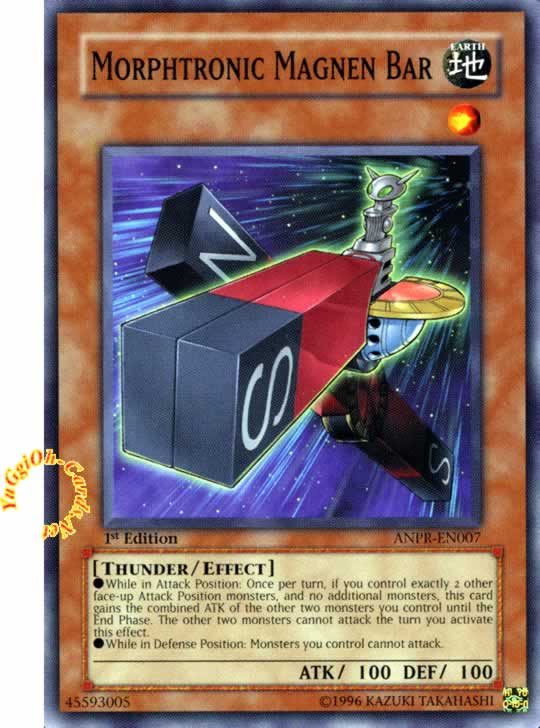 MORPHTRONIC MAGNEN BAR
EARTH
地
N
S
S
YuGgiOh-Cards.Net
1st Edition
ANPR-EN007
[THUNDER/EFFECT]
●While in Attack Position: Once per turn, if you control exactly 2 other
face-up Attack Position monsters, and no additional monsters, this card
gains the combined ATK of the other two monsters you control until the
End Phase. The other two monsters cannot attack the turn you activate
this effect.
●While in Defense Position: Monsters you control cannot attack.
ATK/ 100 DEF/ 100
45593005
©1996 KAZUKI TAKAHASHI